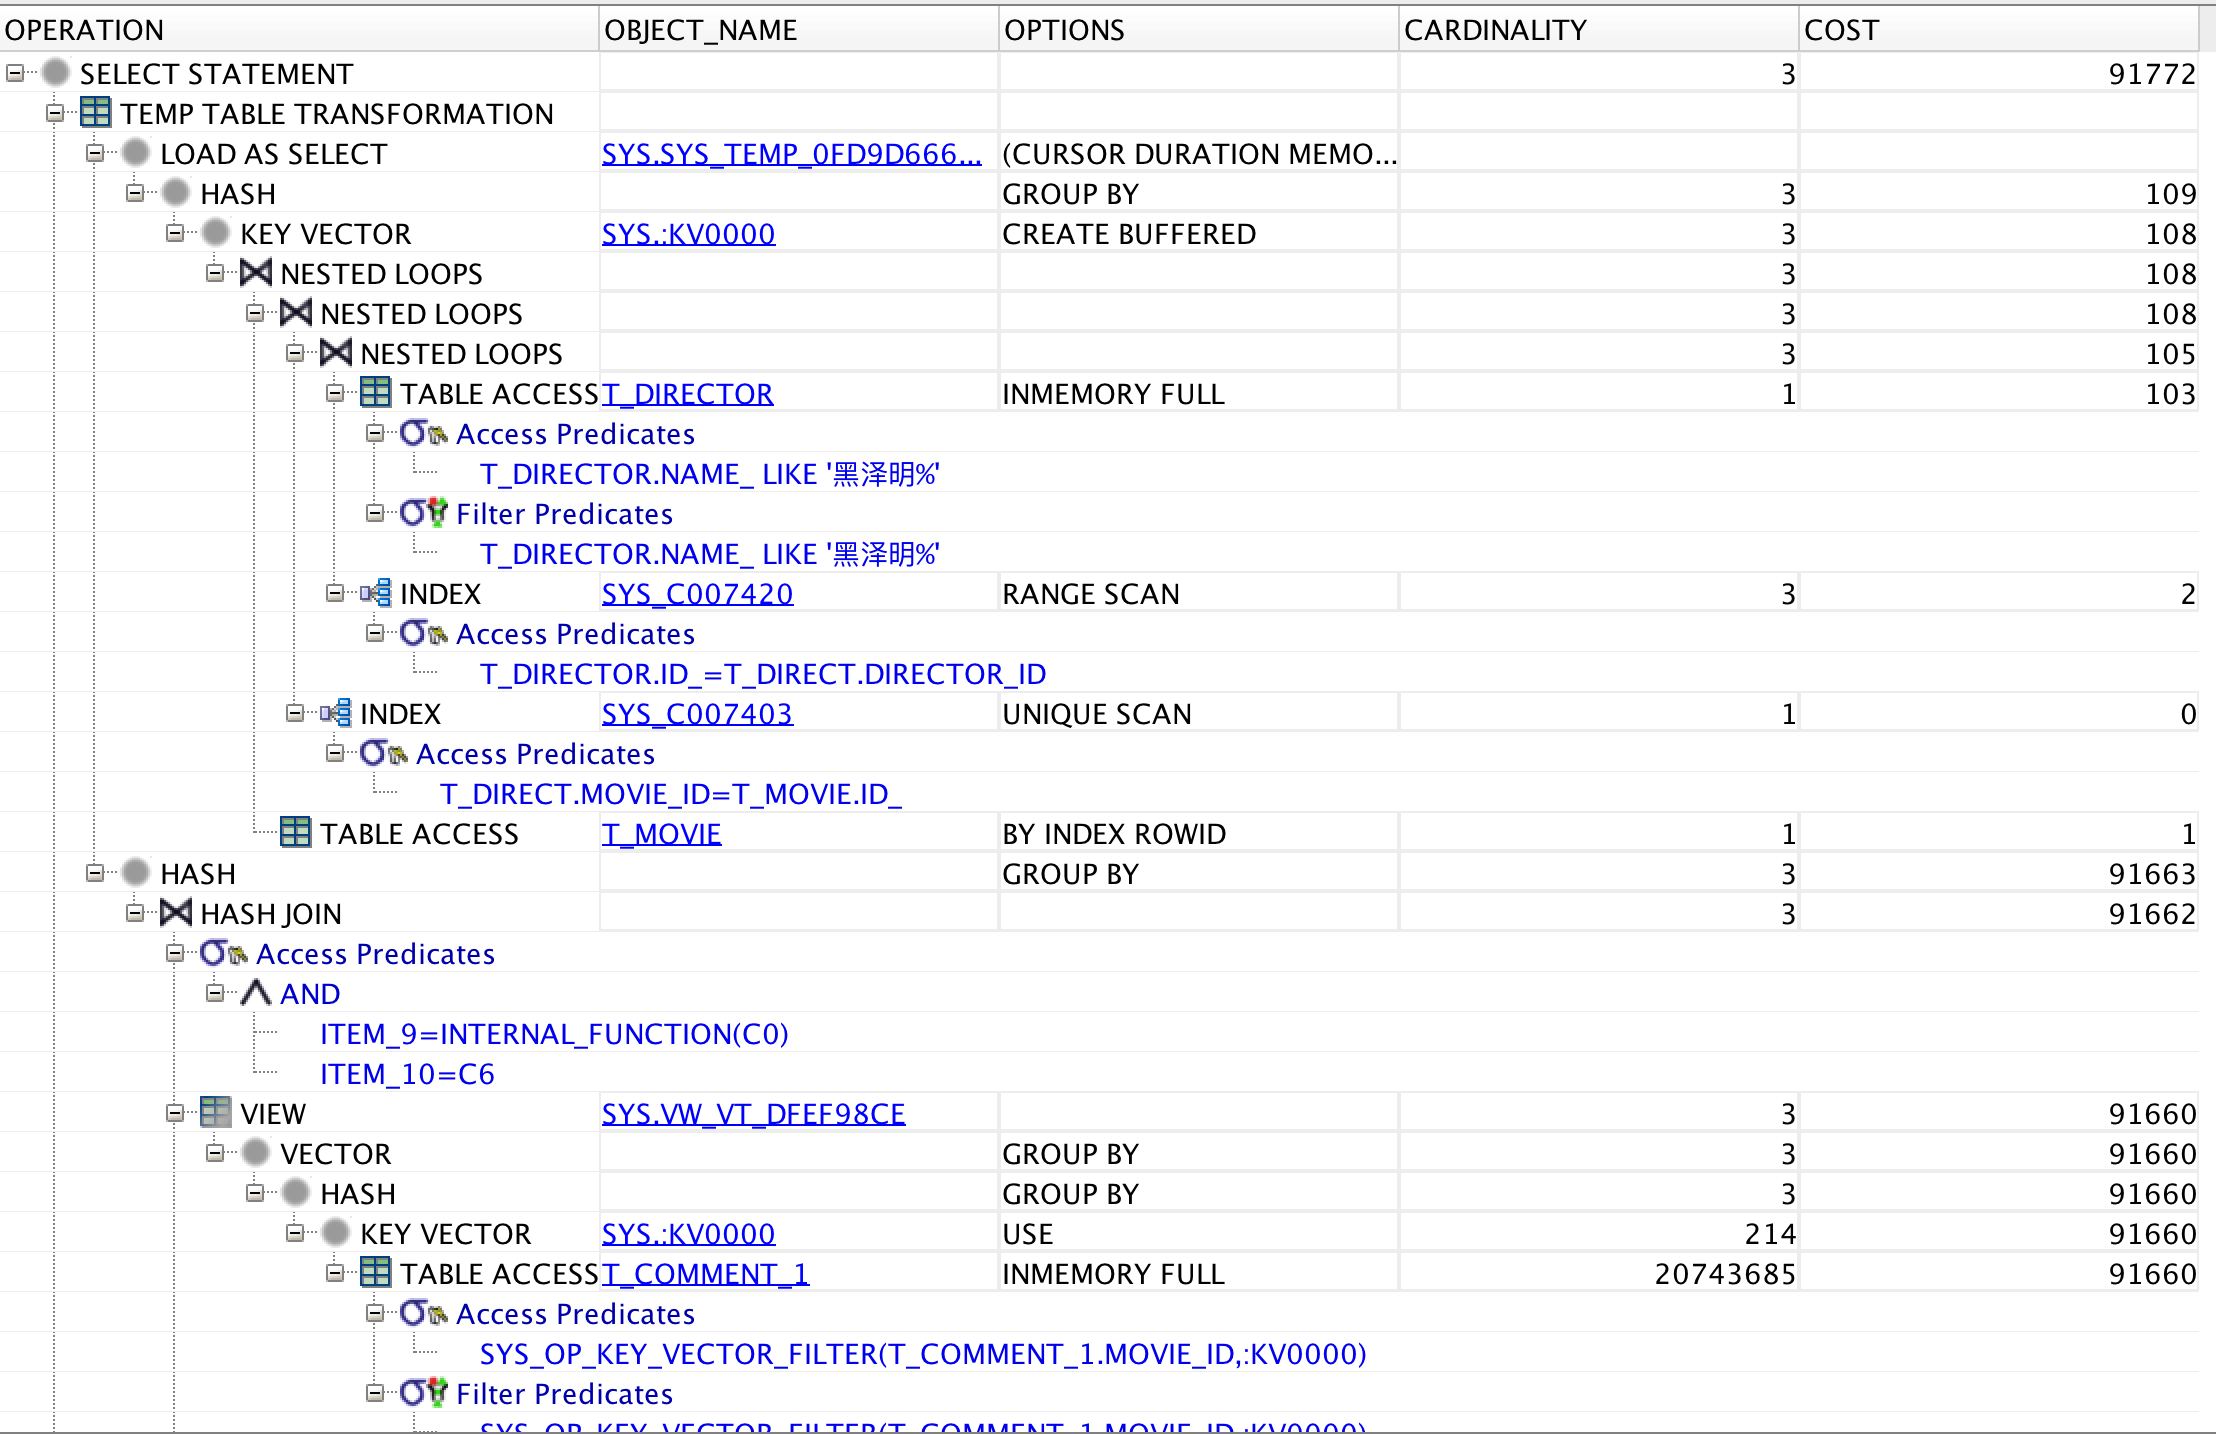 OPERATION OBJECT_NAME OPTIONS CARDINALITY COST
SELECT STATEMENT 3 91772
TEMP TABLE TRANSFORMATION
LOAD AS SELECT SYS.SYS_TEMP_0FD9D666... (CURSOR DURATION MEMO...
HASH GROUP BY 3 109
KEY VECTOR SYS.:KV0000 CREATE BUFFERED 3 108
NESTED LOOPS 3 108
NESTED LOOPS 3 108
NESTED LOOPS 3 105
TABLE ACCESS T_DIRECTOR INMEMORY FULL 1 103
Access Predicates
T_DIRECTOR.NAME_ LIKE '黑泽明%'
Filter Predicates
T_DIRECTOR.NAME_ LIKE '黑泽明%'
INDEX SYS_C007420 RANGE SCAN 3 2
Access Predicates
T_DIRECTOR.ID_=T_DIRECT.DIRECTOR_ID
INDEX SYS_C007403 UNIQUE SCAN 1 0
Access Predicates
T_DIRECT.MOVIE_ID=T_MOVIE.ID_
TABLE ACCESS T_MOVIE BY INDEX ROWID 1 1
HASH GROUP BY 3 91663
HASH JOIN 3 91662
Access Predicates
AND
ITEM_9=INTERNAL_FUNCTION(C0)
ITEM_10=C6
VIEW SYS.VW_VT_DFEF98CE 3 91660
VECTOR GROUP BY 3 91660
HASH GROUP BY 3 91660
KEY VECTOR SYS.:KV0000 USE 214 91660
TABLE ACCESS T_COMMENT_1 INMEMORY FULL 20743685 91660
Access Predicates
SYS_OP_KEY_VECTOR_FILTER(T_COMMENT_1.MOVIE_ID,:KV0000)
Filter Predicates
SYS_OP_KEY_VECTOR_FILTER(T_COMMENT_1.MOVIE_ID,:KV0000)